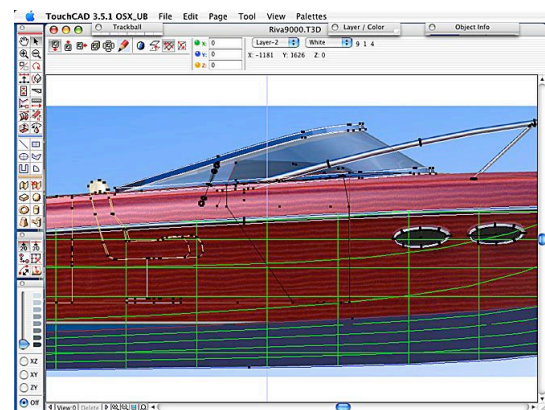 TouchCAD 3.5.1 OSX_UB File Edit Page Tool View Palettes
Trackball
Riva9000.T3D
Layer / Color
Object Info
X: 0
Y: 0
Z: 0
Layer-2
White
9 1 4
X: -1181 Y: 1626 Z: 0
XZ
XY
ZY
Off
View:0 Delete